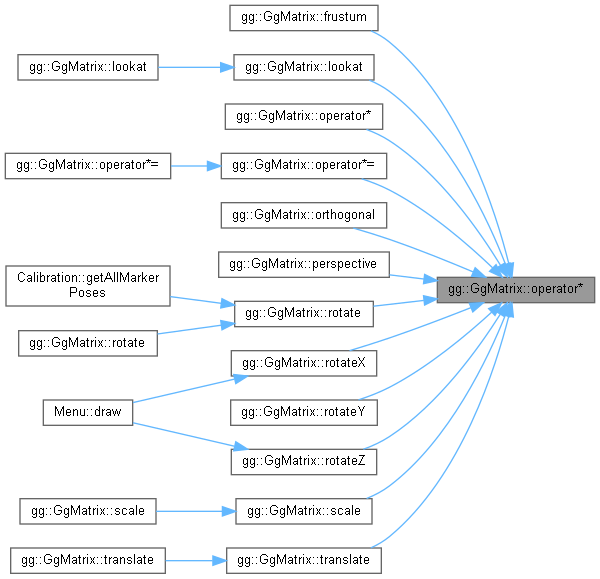 gg::GgMatrix::frustum
gg::GgMatrix::lookat
gg::GgMatrix::lookat
gg::GgMatrix::operator*
gg::GgMatrix::operator*=
gg::GgMatrix::operator*=
gg::GgMatrix::orthogonal
gg::GgMatrix::perspective
Calibration::getAllMarker
Poses
gg::GgMatrix::operator*
gg::GgMatrix::rotate
gg::GgMatrix::rotate
gg::GgMatrix::rotateX
Menu::draw
gg::GgMatrix::rotateY
gg::GgMatrix::rotateZ
gg::GgMatrix::scale
gg::GgMatrix::scale
gg::GgMatrix::translate
gg::GgMatrix::translate